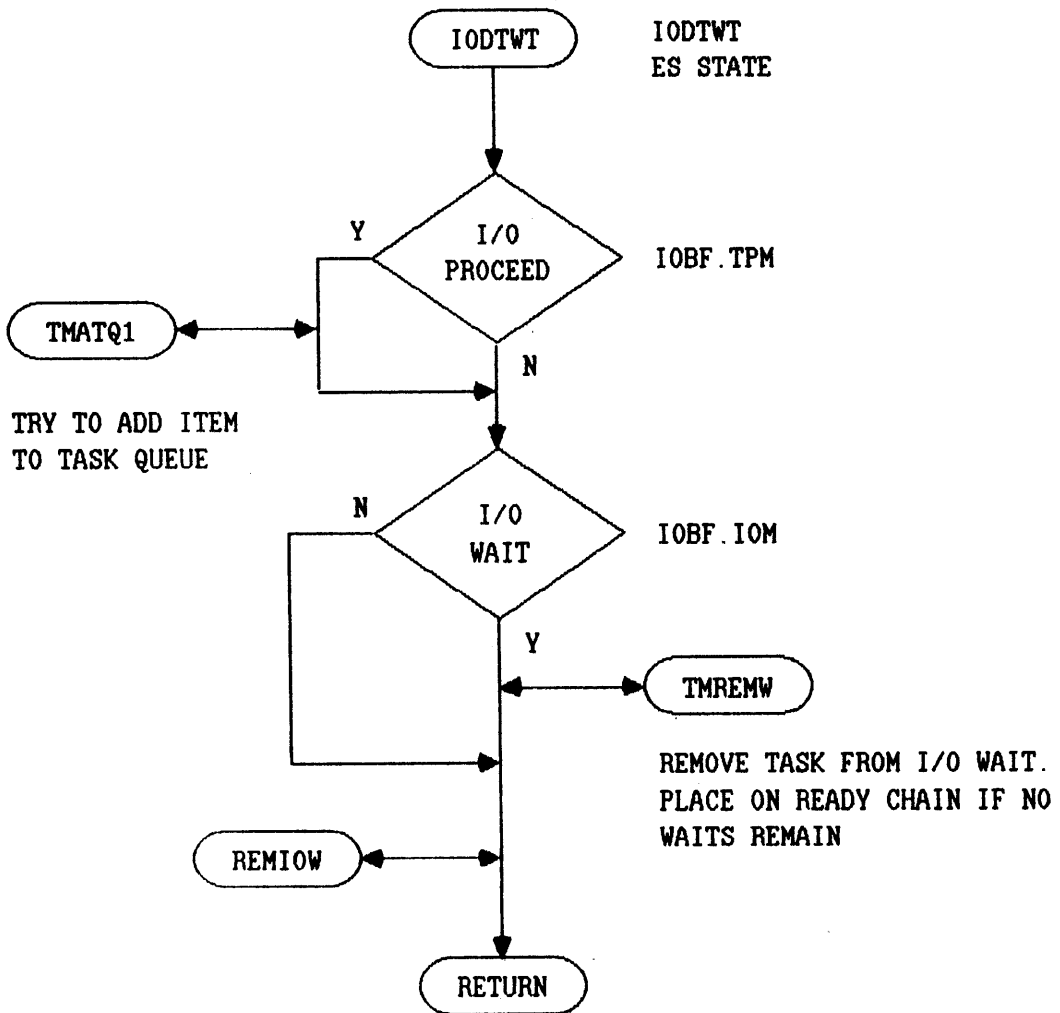 IODTWT
IODTWT
ES STATE
Y
I/O
PROCEED
IOBF.TPM
TMATQ1
N
TRY TO ADD ITEM
TO TASK QUEUE
N
I/O
WAIT
IOBF.IOM
Y
TMREMW
REMOVE TASK FROM I/O WAIT.
PLACE ON READY CHAIN IF NO
WAITS REMAIN
REMIOW
RETURN